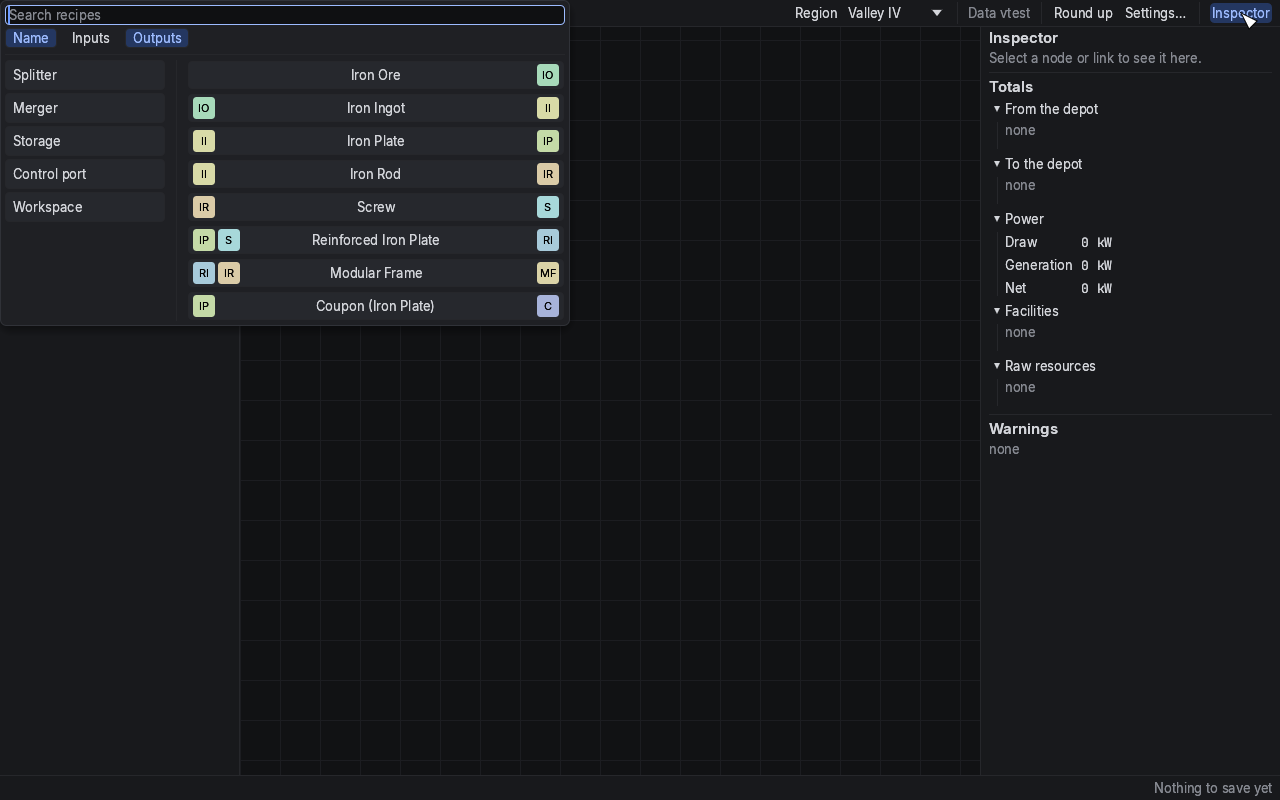 Search recipes
Region Valley IV Data vtest Round up Settings... Inspector
Name Inputs Outputs
Splitter
Merger
Storage
Control port
Workspace
Iron Ore IO
IO Iron Ingot II
II Iron Plate IP
II Iron Rod IR
IR Screw S
IP S Reinforced Iron Plate RI
RI IR Modular Frame MF
IP Coupon (Iron Plate) C
Inspector
Select a node or link to see it here.
Totals
From the depot
none
To the depot
none
Power
Draw 0 kW
Generation 0 kW
Net 0 kW
Facilities
none
Raw resources
none
Warnings
none
Nothing to save yet